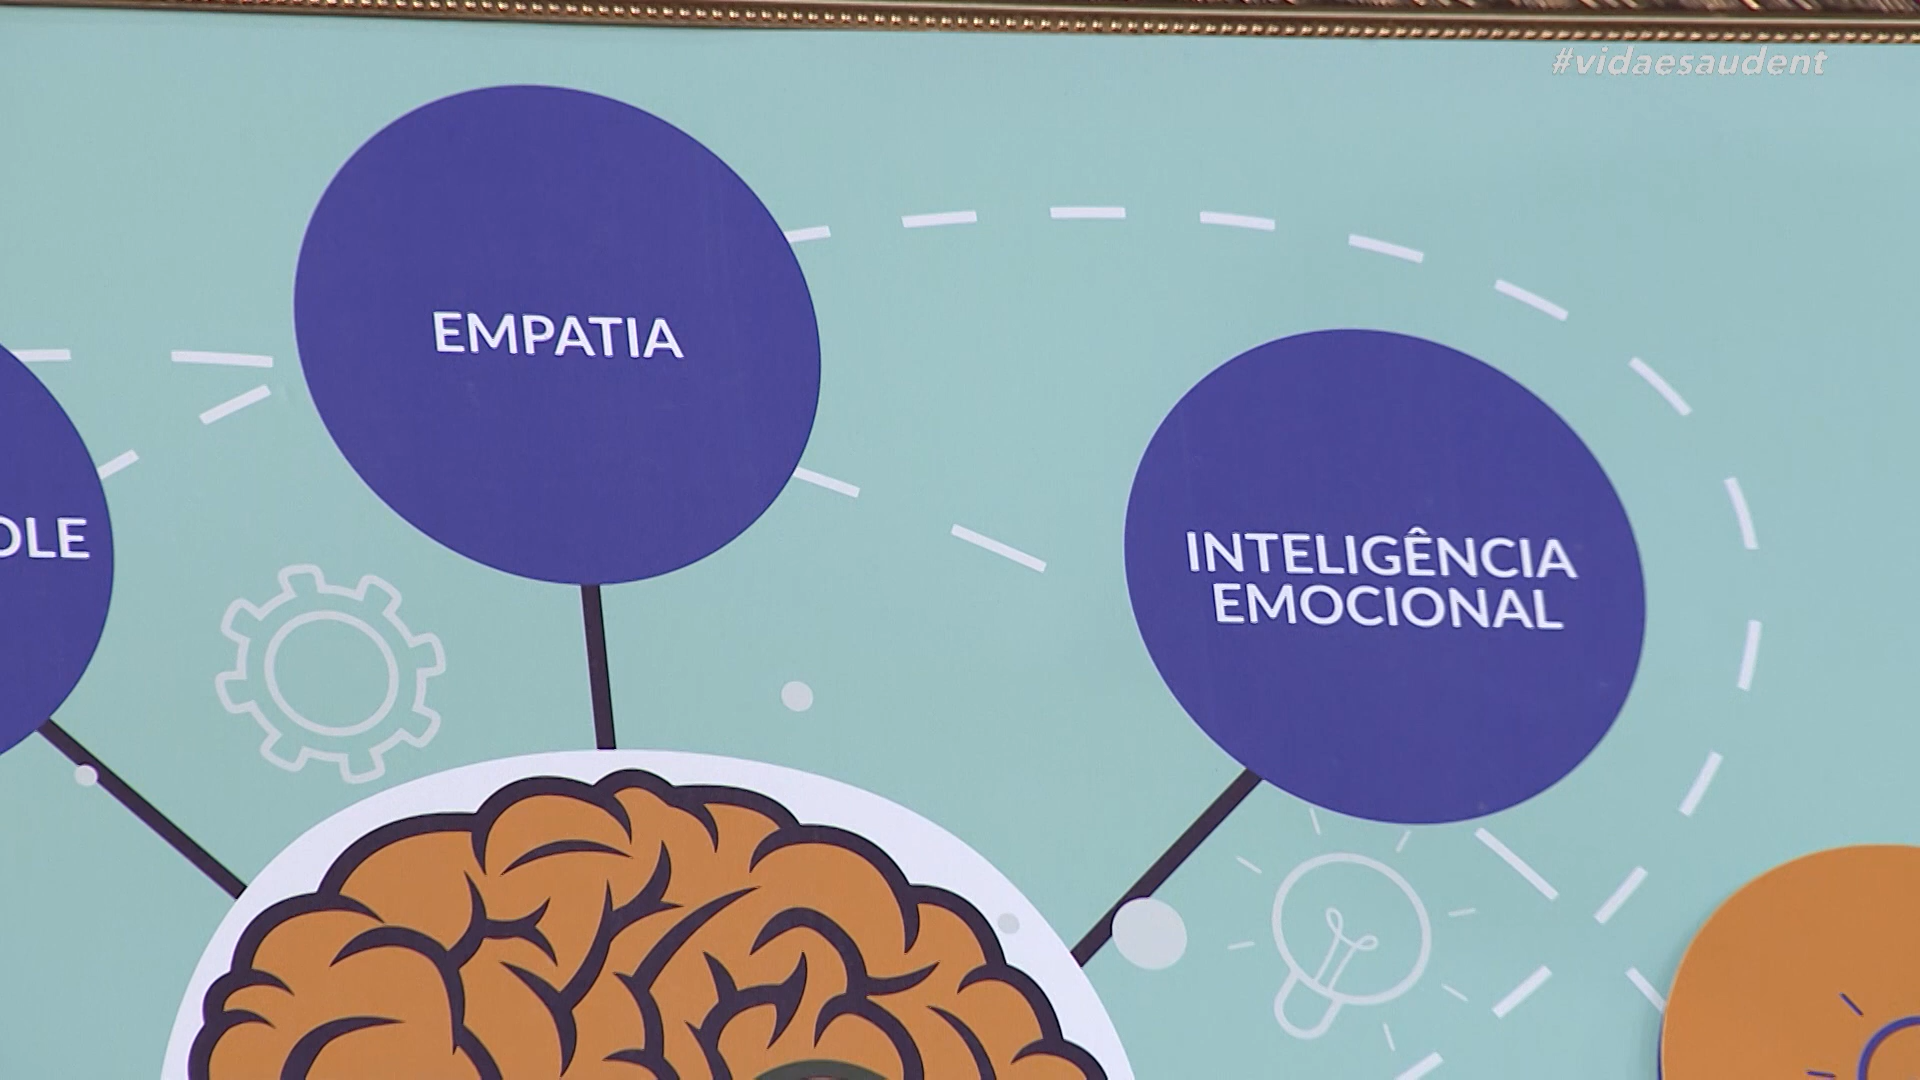 #vidaesaudent
EMPATIA
OLE
INTELIGÊNCIA
EMOCIONAL